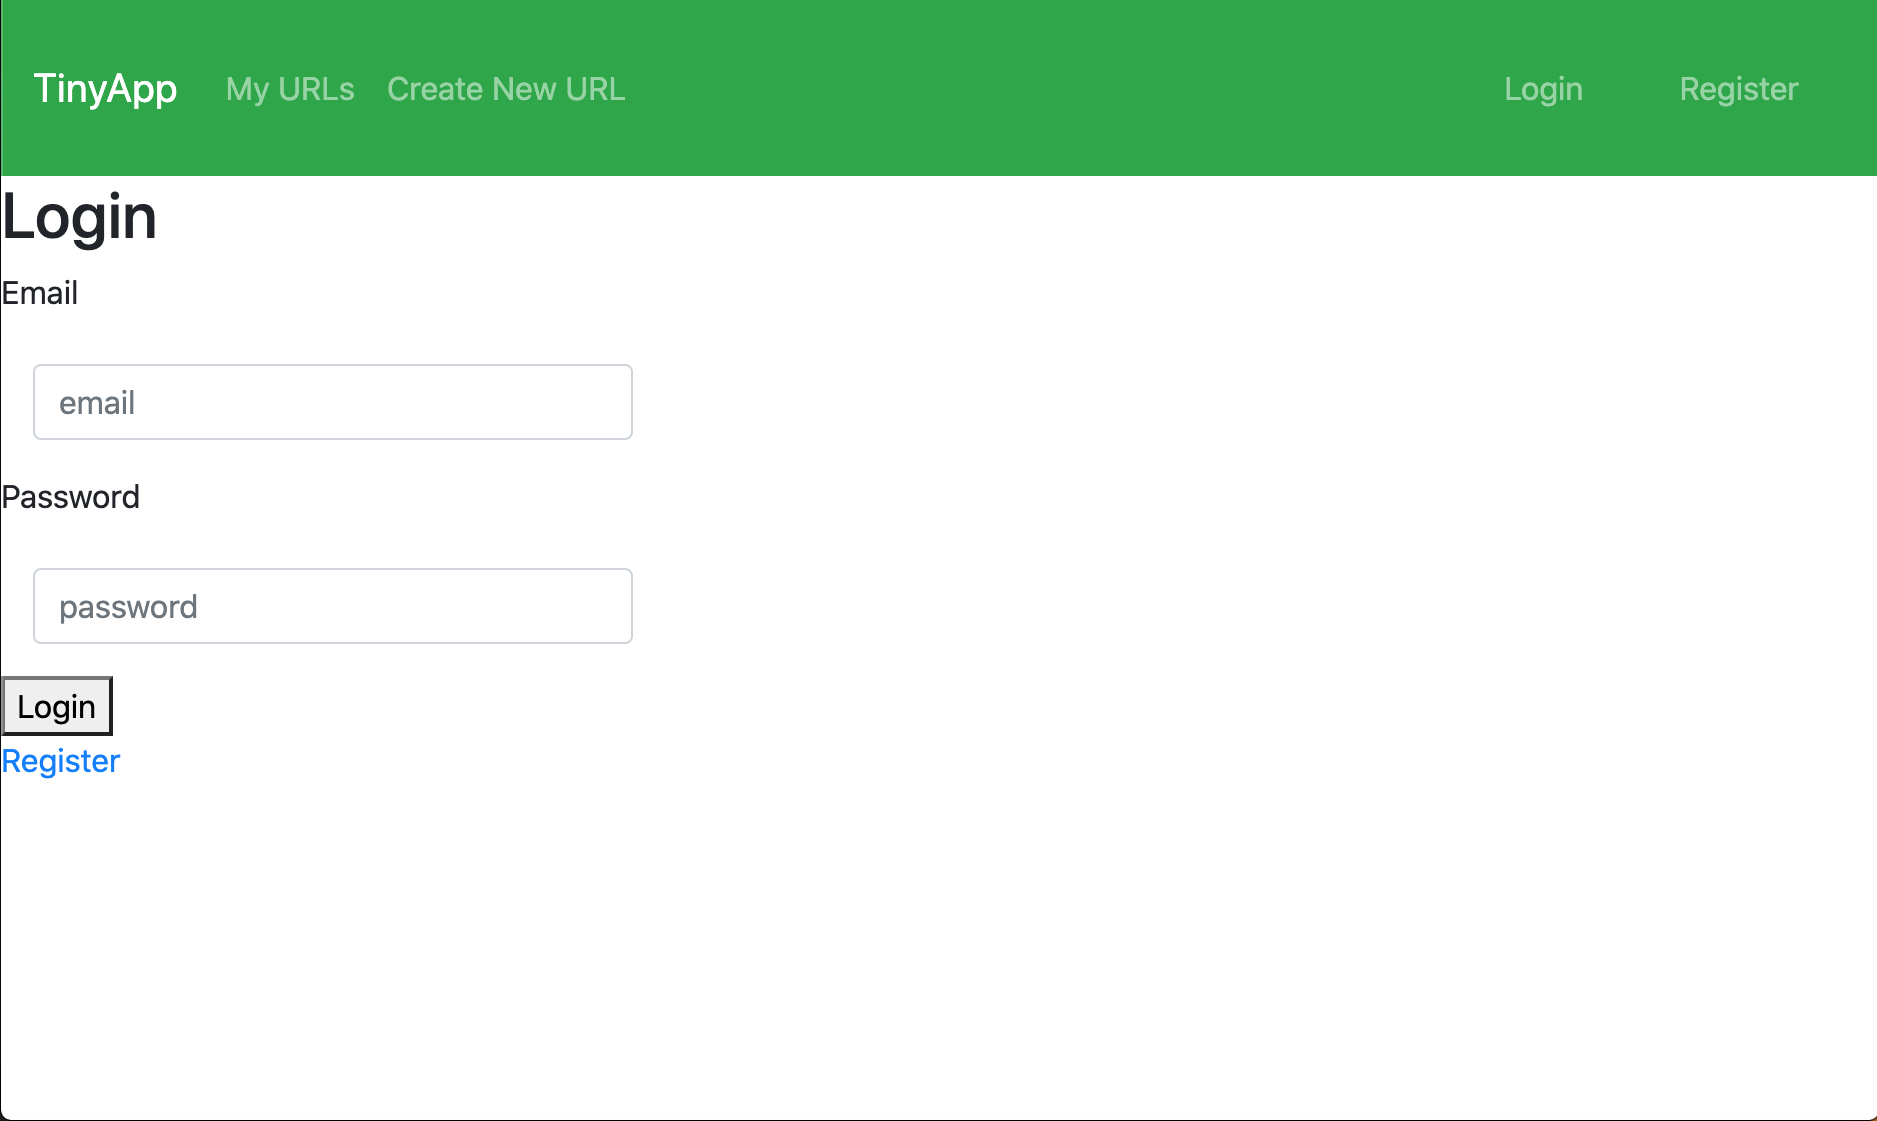 TinyApp My URLs Create New URL Login Register
Login
Email
email
Password
password
Login
Register